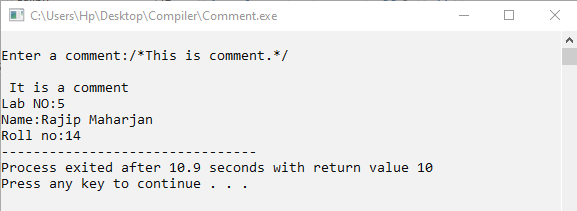 C:\Users\Hp\Desktop\Compiler\Comment.exe
Enter a comment:/*This is comment.*/
It is a comment
Lab NO:5
Name:Rajip Maharjan
Roll no:14
--------------------------------
Process exited after 10.9 seconds with return value 10
Press any key to continue . . .